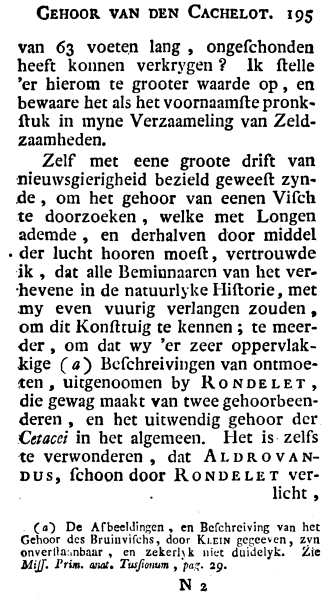 GEHOOR VAN DEN CACHELOT. 195
van 63 voeten lang, ongeſchonden
heeft konnen verkrygen? Ik ſtelle
'er hierom te grooter waarde op, en
bewaare het als het voornaamſte pronk-
ſtuk in myne Verzaameling van Zeld-
zaamheden.
Zelf met eene groote drift van
nieuwsgierigheid bezield geweeſt zyn-
de, om het gehoor van eenen Viſch
te doorzoeken, welke met Longen
ademde, en derhalven door middel
der lucht hooren moeſt, vertrouwde
ik, dat alle Beminnaaren van het ver-
hevene in de natuurlyke Hiſtorie, met
my even vuurig verlangen zouden,
om dit Konſtruig te kennen; te meer-
der, om dat wy 'er zeer oppervlak-
kige (a) Beſchreivingen van ontmoe-
ten, uitgenoomen by RONDELET,
die gewag maakt van twee gehoorbeen-
deren, en het uitwendig gehoor der
Cetacei in het algemeen. Het is zelfs
te verwonderen, dat ALDROVAN-
DUS, ſchoon door RONDELET ver-
licht,
(a) De Afbeeldingen, en Beſchreiving van het
Gehoor des Bruinviſchs, door KLEIN gegeeven, zyn
onverſtaanbaar, en zekerlyk niet duidelyk. Zie
Miſſ. Prim. anat. Turſionum, pag. 29.
N 2